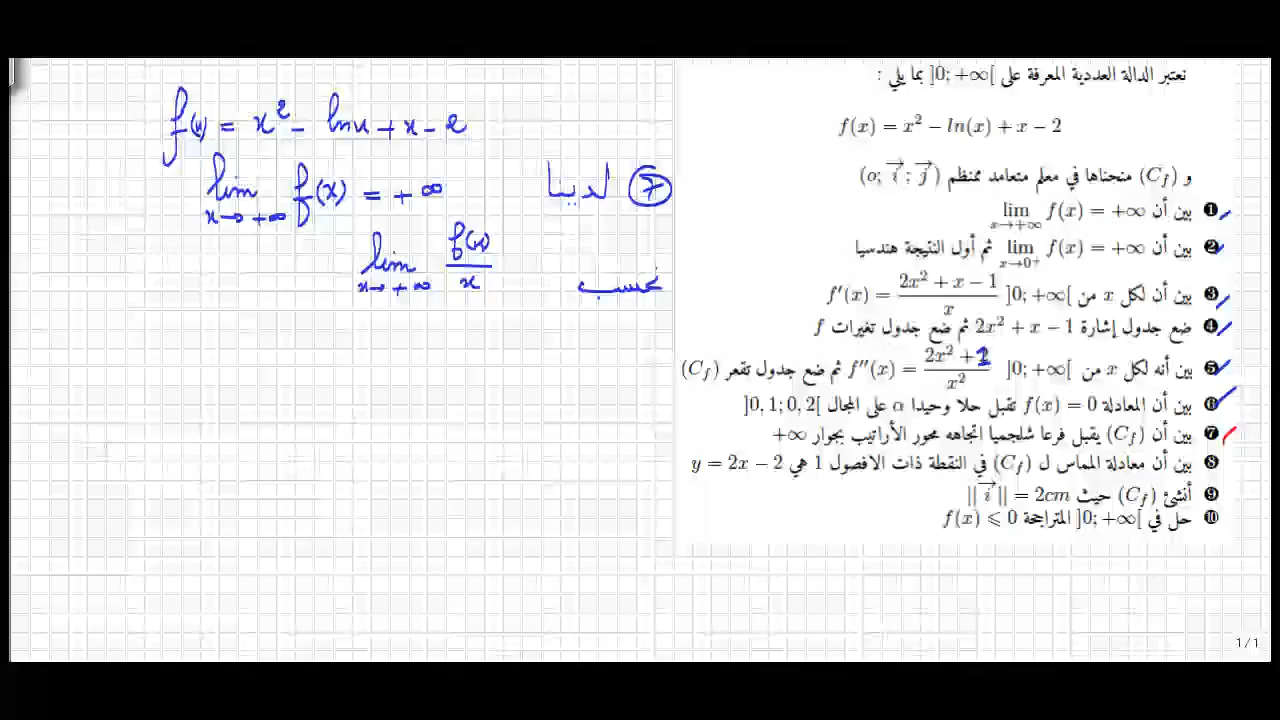 نعتبر الدالة العددية المعرفة على ]0; +∞[ بما يلي :
f(x) = x² − ln(x) + x − 2
و (C_f) منحناها في معلم متعامد ممنظم (o; i⃗ ; j⃗)
❶ بين أن lim_{x→+∞} f(x) = +∞
❷ بين أن lim_{x→0⁺} f(x) = +∞ ثم أول النتيجة هندسيا
❸ بين أن لكل x من ]0; +∞[ f′(x) = (2x² + x − 1)/x
❹ ضع جدول إشارة 2x² + x − 1 ثم ضع جدول تغيرات f
❺ بين أنه لكل x من ]0; +∞[ f″(x) = (2x² + 1)/x² ثم ضع جدول تقعر (C_f)
❻ بين أن المعادلة f(x) = 0 تقبل حلا وحيدا α على المجال ]0,1; 0,2[
❼ بين أن (C_f) يقبل فرعا شلجميا اتجاهه محور الأراتيب بجوار +∞
❽ بين أن معادلة المماس ل (C_f) في النقطة ذات الافصول 1 هي y = 2x − 2
❾ أنشئ (C_f) حيث ||i⃗|| = 2cm
❿ حل في ]0; +∞[ المتراجحة f(x) ⩽ 0
f(x) = x² − lnx + x − 2
⑦ لدينا lim_{x→+∞} f(x) = +∞
نحسب lim_{x→+∞} f(x)/x
1 / 1